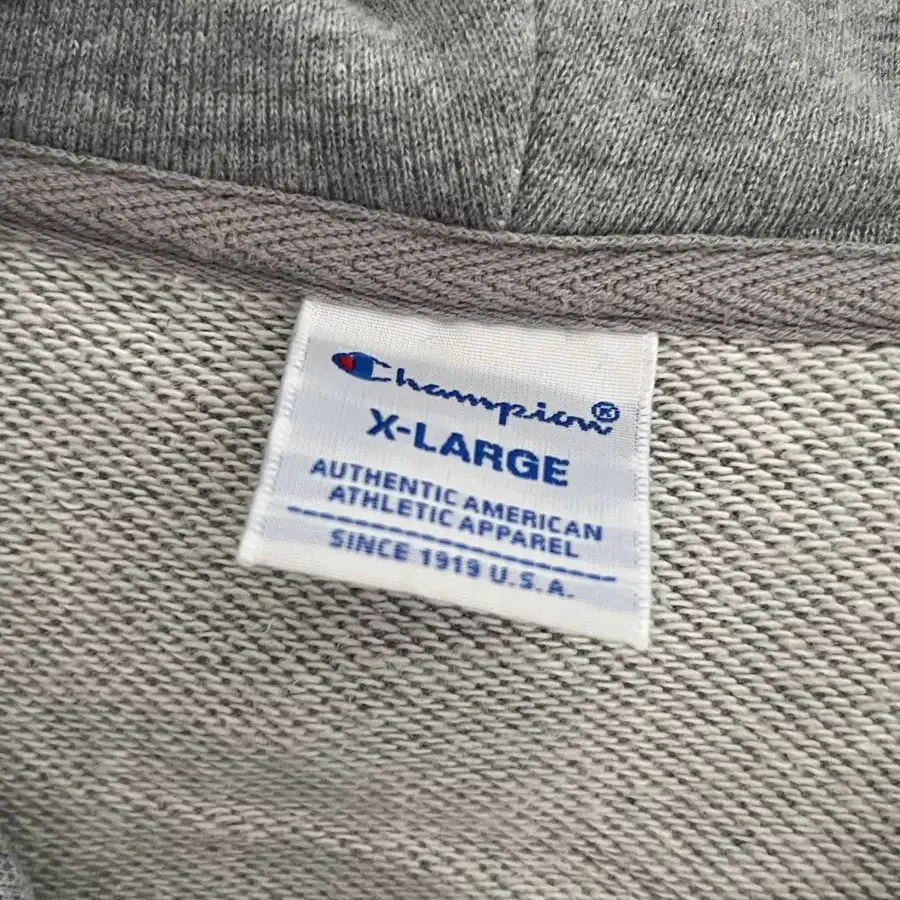 Champion®
X-LARGE
AUTHENTIC AMERICAN
ATHLETIC APPAREL
SINCE 1919 U.S.A.